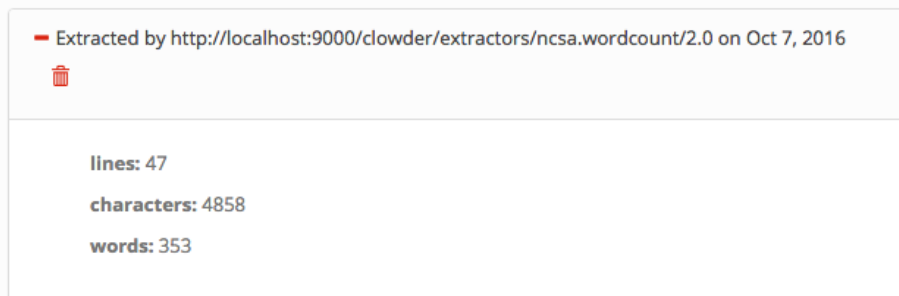 Extracted by http://localhost:9000/clowder/extractors/ncsa.wordcount/2.0 on Oct 7, 2016
lines: 47
characters: 4858
words: 353